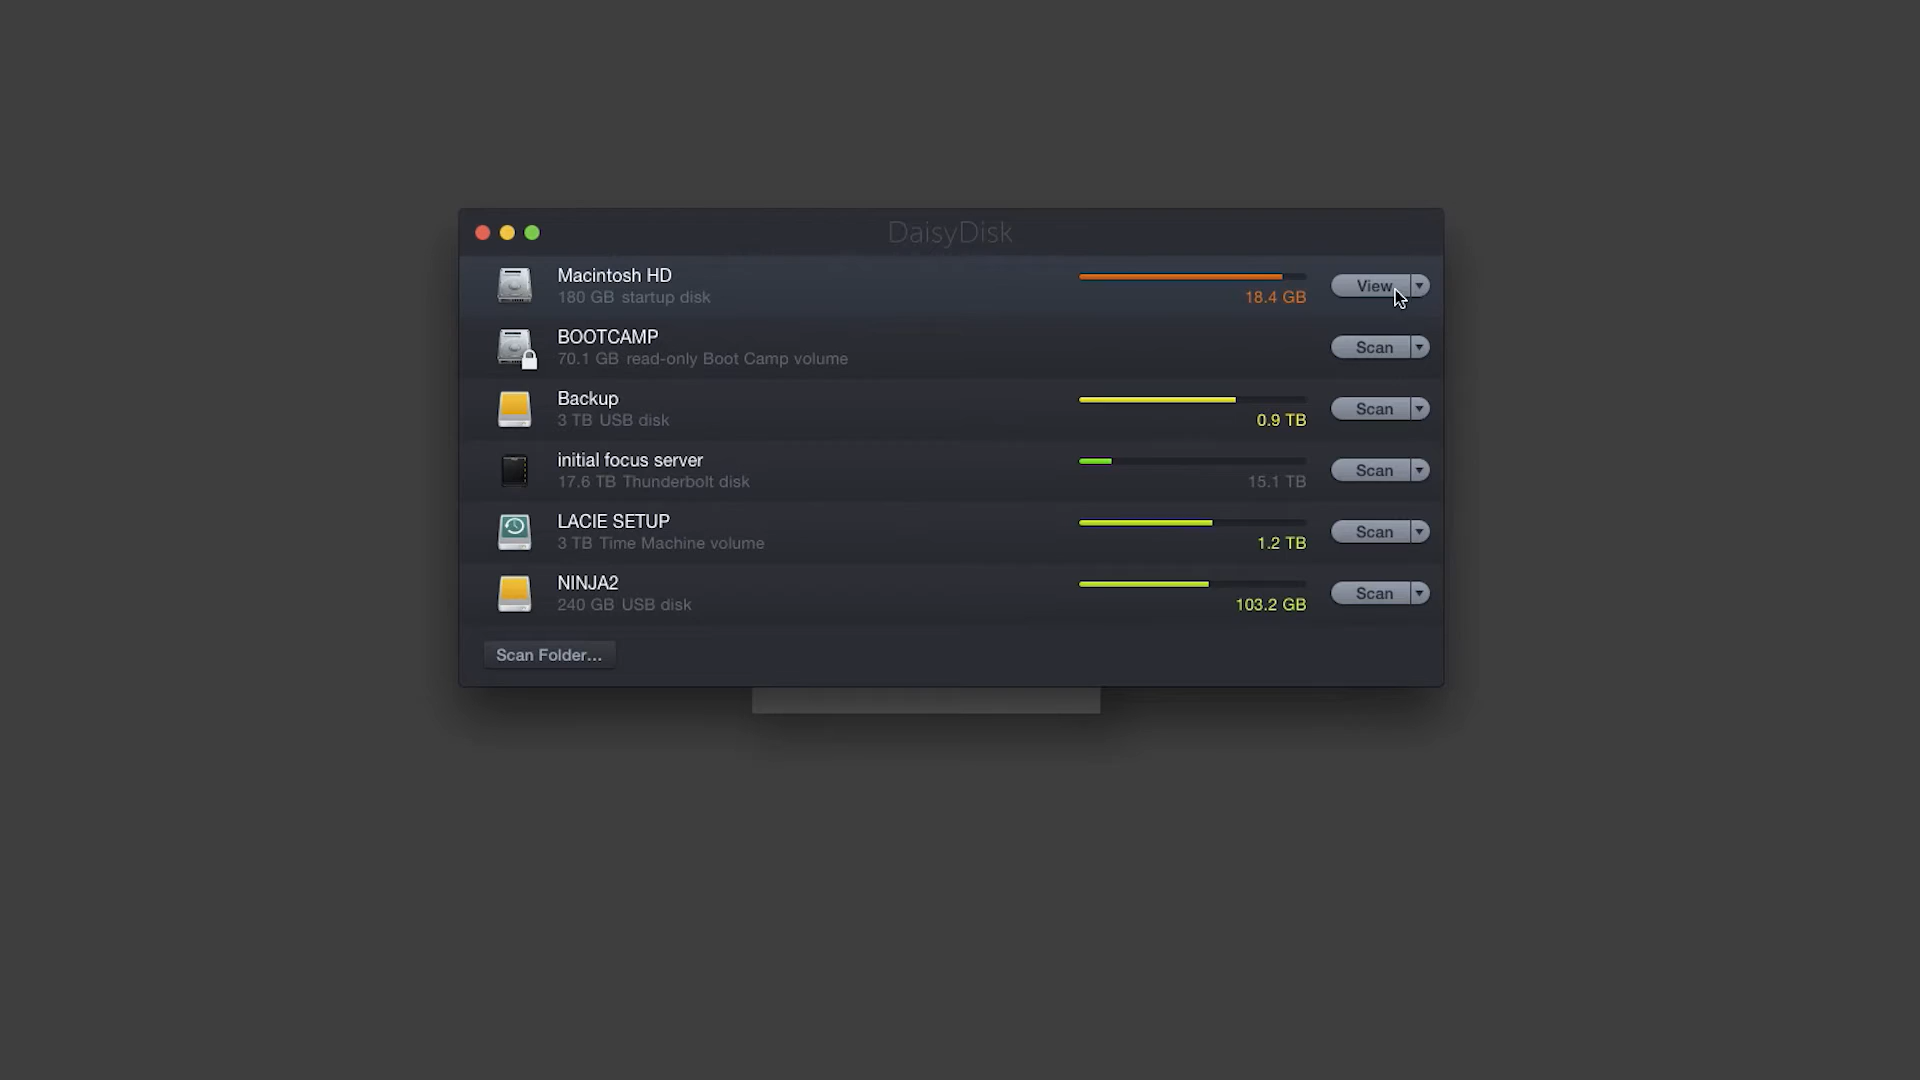 DaisyDisk
Macintosh HD
180 GB startup disk
18.4 GB
View
BOOTCAMP
70.1 GB read-only Boot Camp volume
Scan
Backup
3 TB USB disk
0.9 TB
Scan
initial focus server
17.6 TB Thunderbolt disk
15.1 TB
Scan
LACIE SETUP
3 TB Time Machine volume
1.2 TB
Scan
NINJA2
240 GB USB disk
103.2 GB
Scan
Scan Folder...